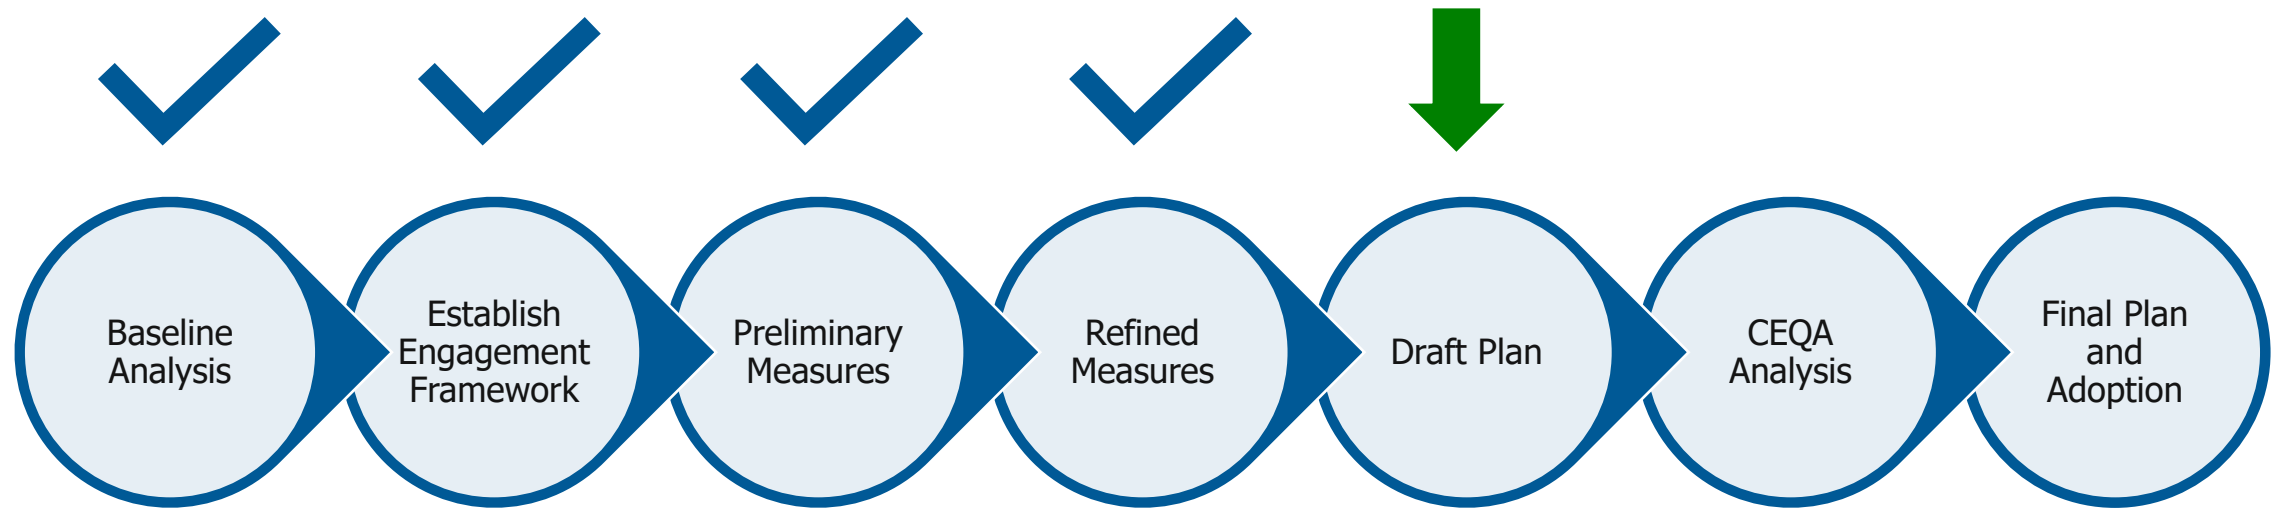 Baseline
Analysis
Establish
Engagement
Framework
Preliminary
Measures
Refined
Measures
Draft Plan
CEQA
Analysis
Final Plan
and
Adoption